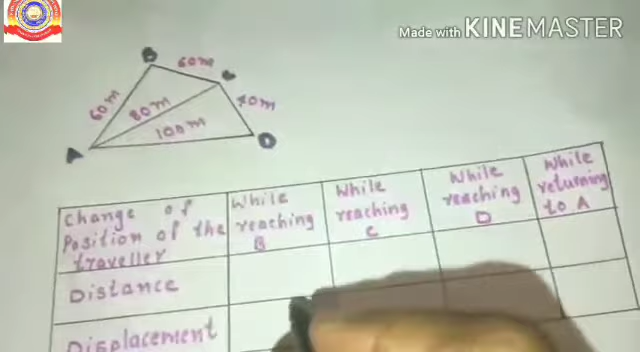 Made with KINEMASTER
B
60m
60m
80m
100m
A
D
Change of
Position of the
traveller
While
reaching
B
While
reaching
C
While
reaching
D
While
returning
to A
Distance
Displacement